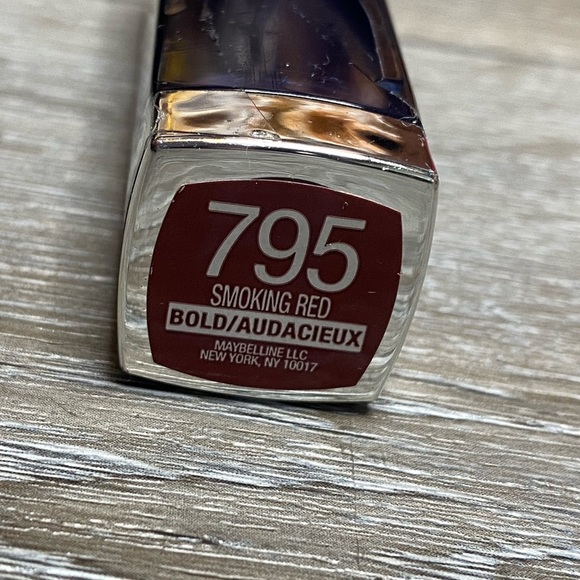 795
SMOKING RED
BOLD/AUDACIEUX
MAYBELLINE LLC
NEW YORK, NY 10017